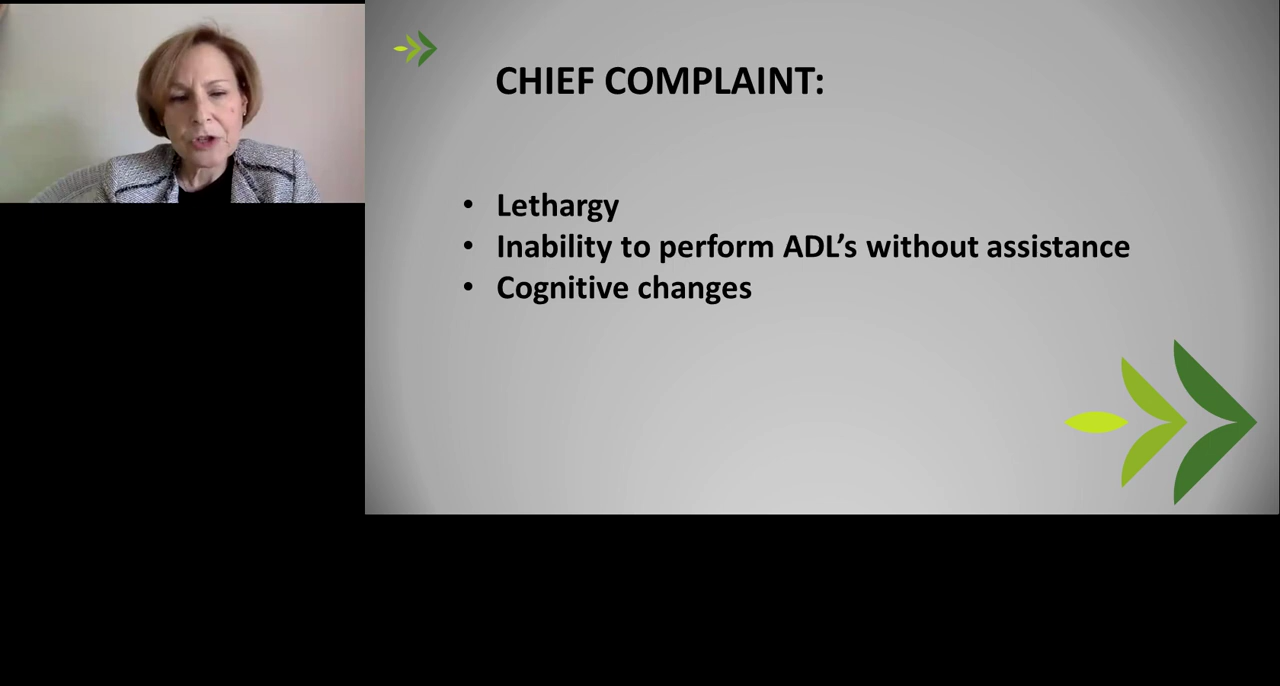 CHIEF COMPLAINT:
• Lethargy
• Inability to perform ADL’s without assistance
• Cognitive changes